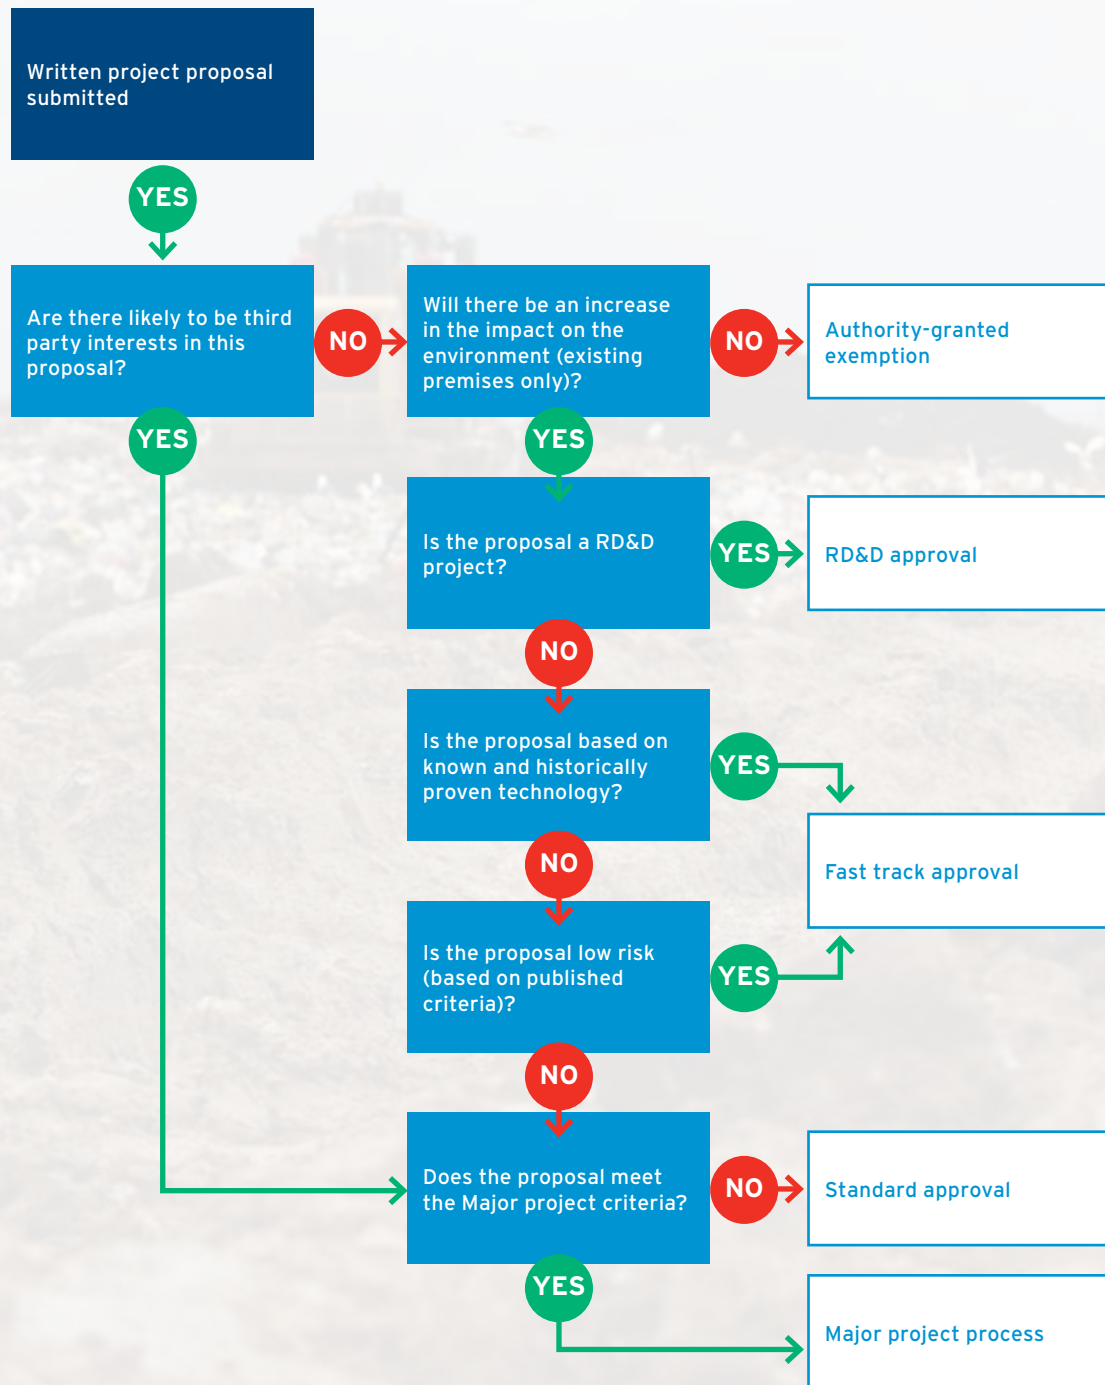 Written project proposal
submitted
YES
Are there likely to be third
party interests in this
proposal?
NO
Will there be an increase
in the impact on the
environment (existing
premises only)?
NO
Authority-granted
exemption
YES
YES
Is the proposal a RD&D
project?
YES
RD&D approval
NO
Is the proposal based on
known and historically
proven technology?
YES
NO
Fast track approval
Is the proposal low risk
(based on published
criteria)?
YES
NO
Does the proposal meet
the Major project criteria?
NO
Standard approval
YES
Major project process